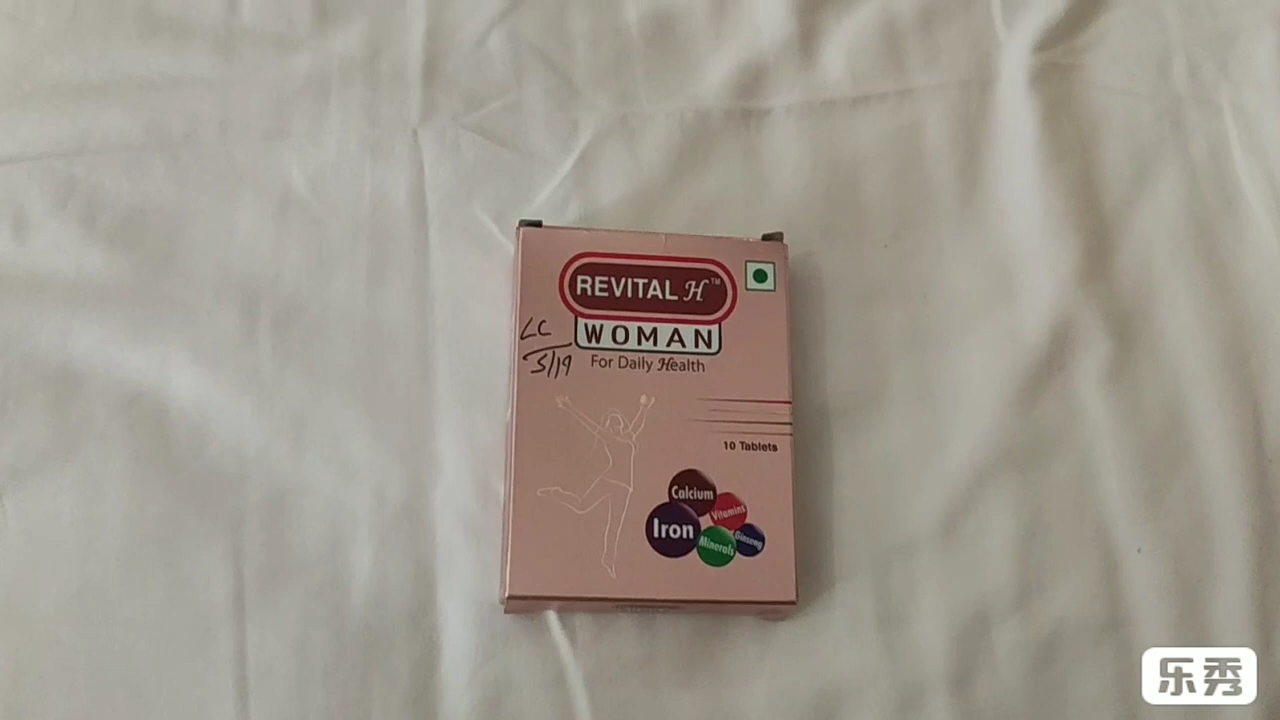 REVITAL H™
WOMAN
For Daily Health
LC
5/19
10 Tablets
Calcium
Vitamins
Iron
Minerals
Ginseng
乐秀